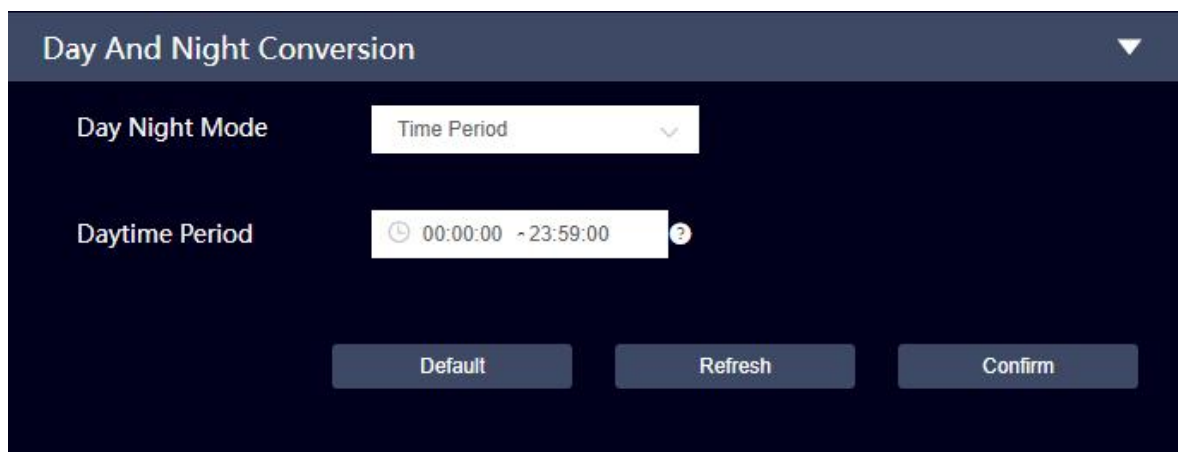 Day And Night Conversion
Day Night Mode Time Period
Daytime Period 00:00:00 - 23:59:00 ?
Default Refresh Confirm